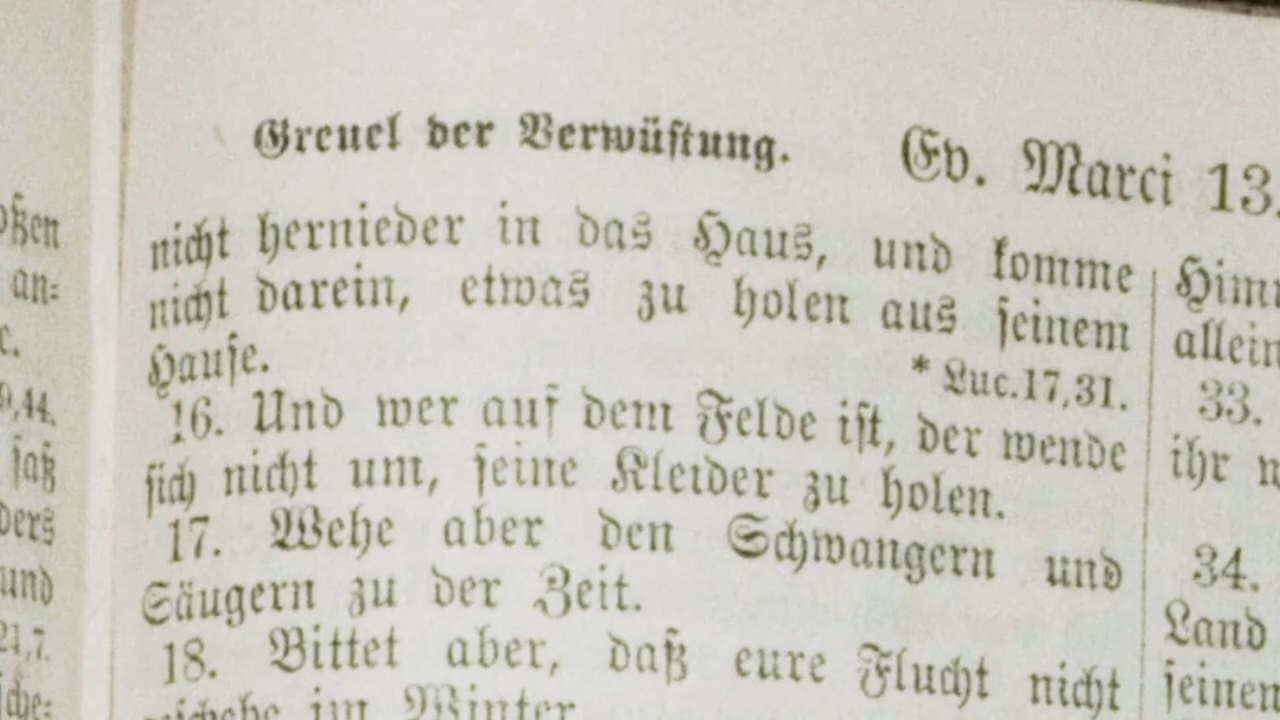 oßen
an=
c.
9,44.
saß
ders
und
21,7.
sche=
Greuel der Verwüstung. Ev. Marci 13.
nicht hernieder in das Haus, und komme
nicht darein, etwas zu holen aus seinem
Hause. * Luc.17,31.
16. Und wer auf dem Felde ist, der wende
sich nicht um, seine Kleider zu holen.
17. Wehe aber den Schwangern und
Säugern zu der Zeit.
18. Bittet aber, daß eure Flucht nicht
im Winter
Him
allein
33.
ihr
34.
Land
seinen